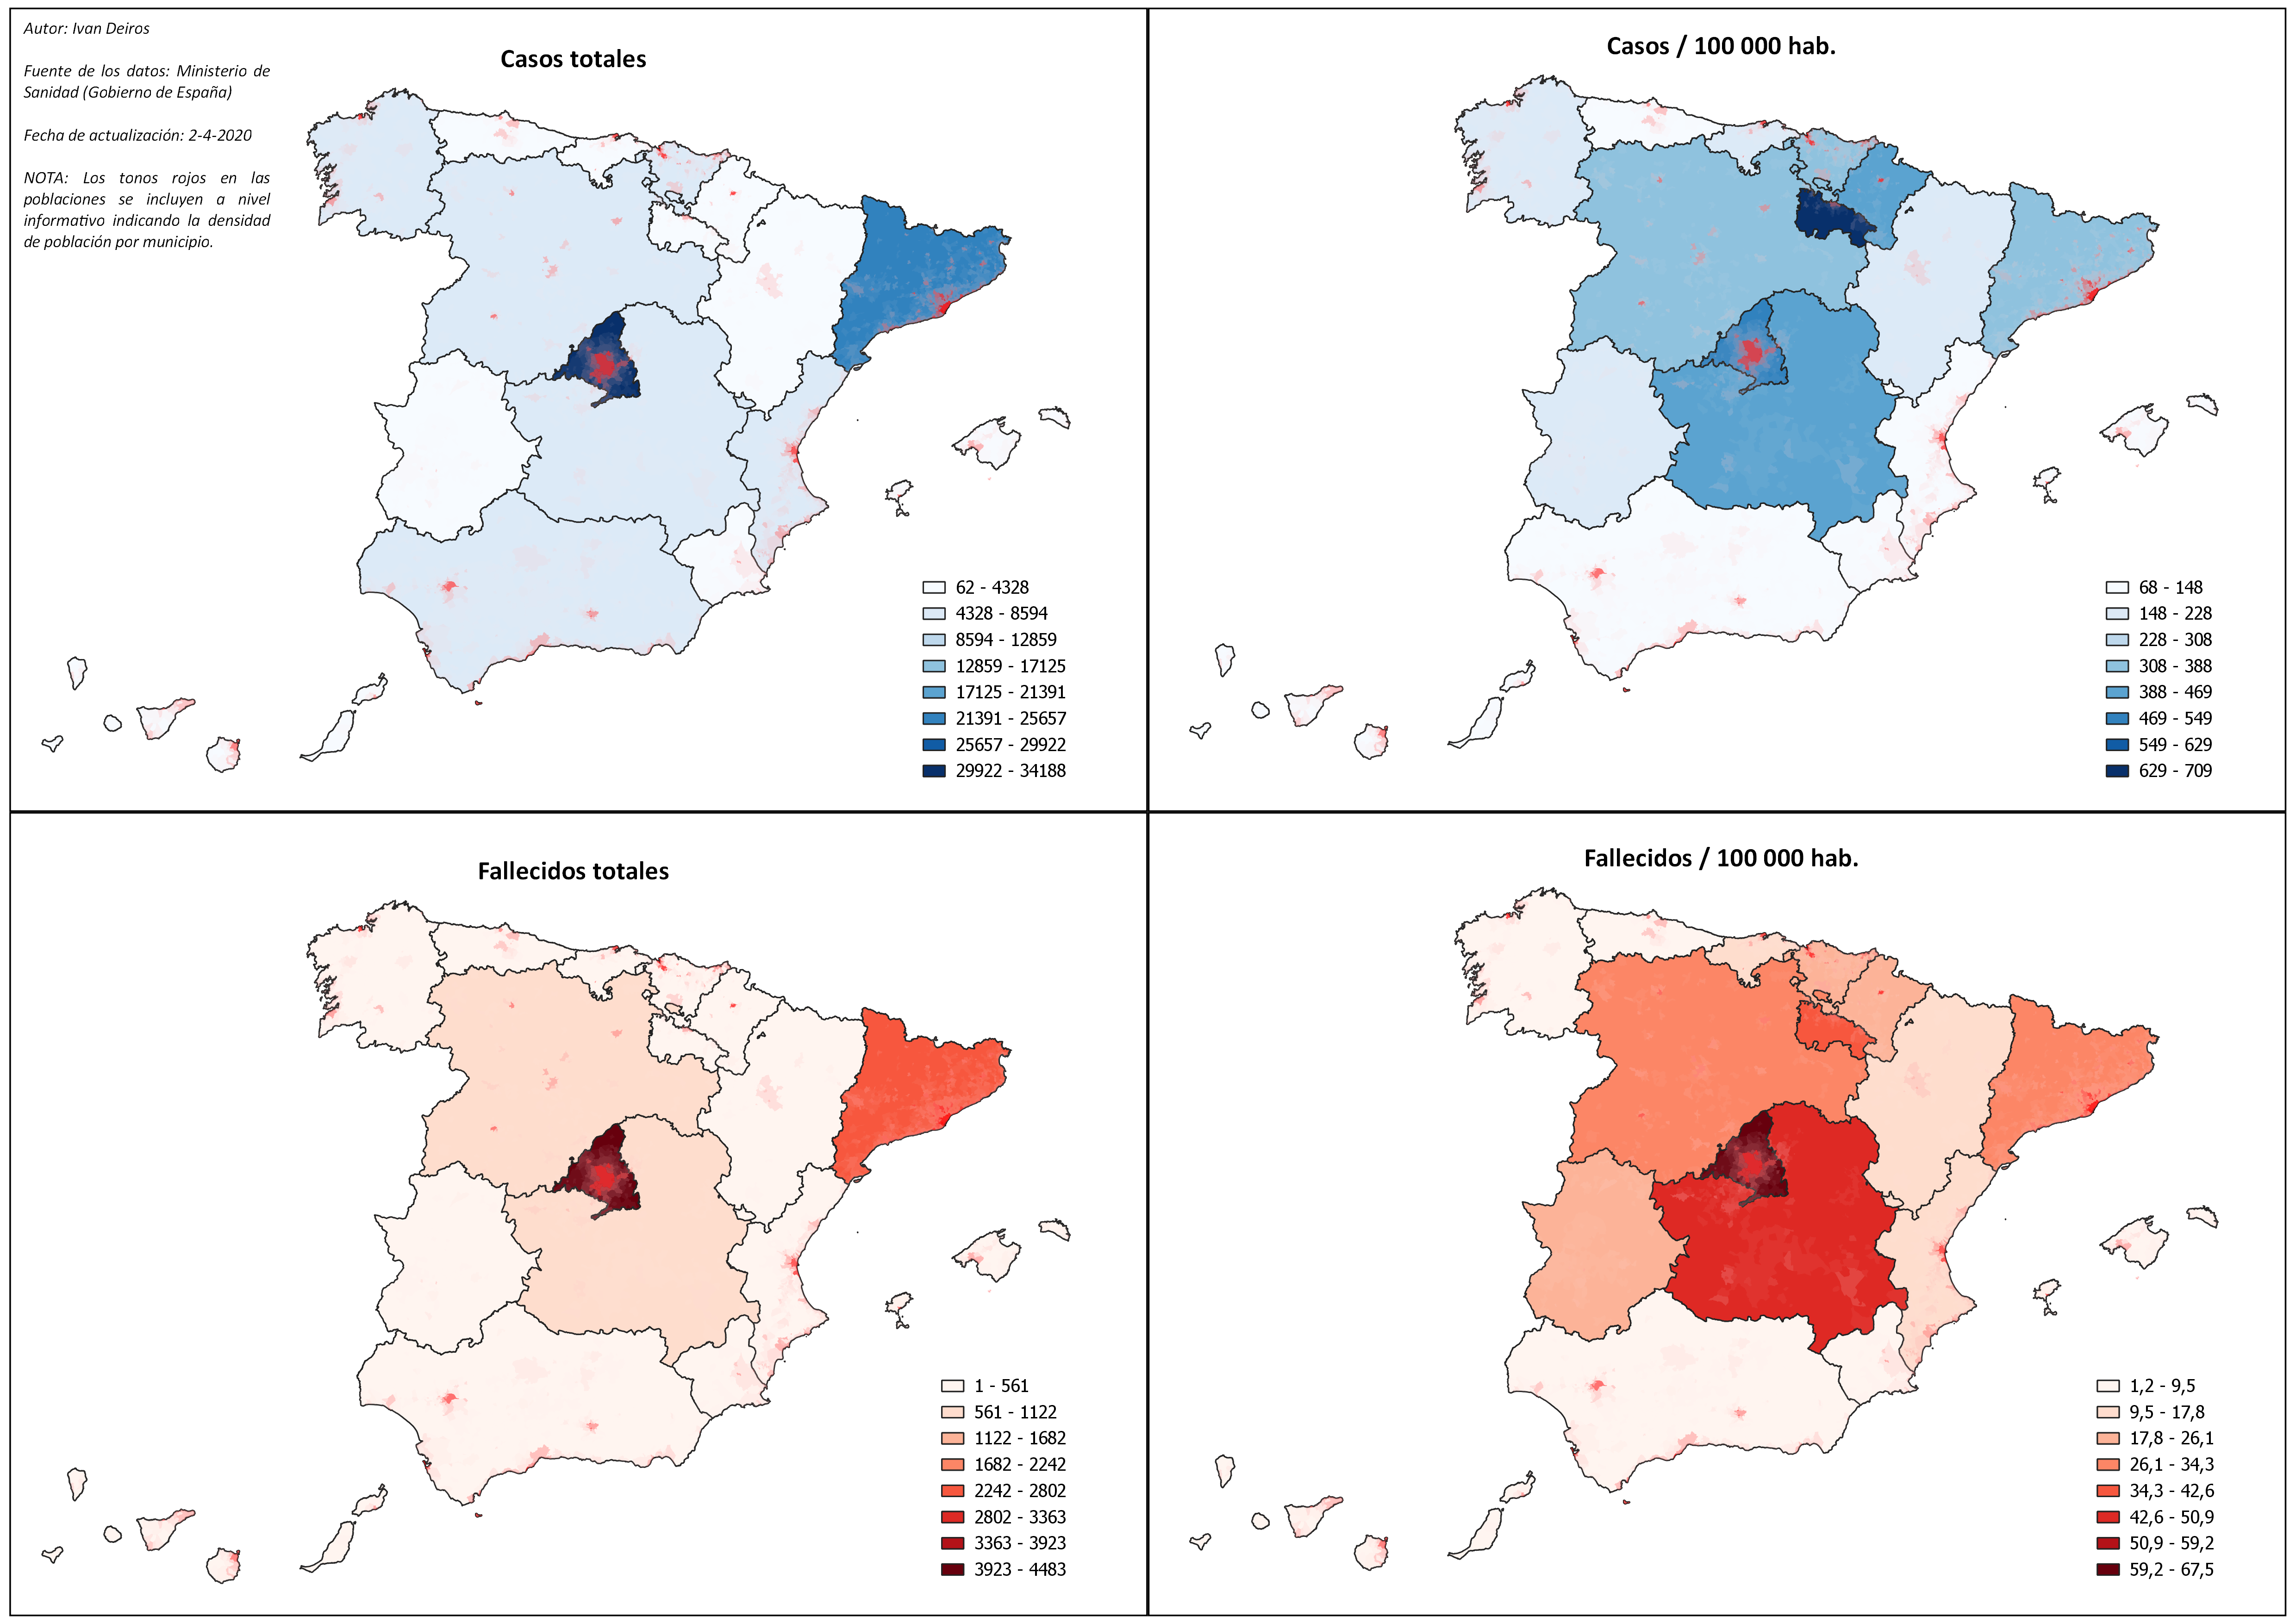 Autor: Ivan Deiros
Fuente de los datos: Ministerio de
Sanidad (Gobierno de España)
Fecha de actualización: 2-4-2020
NOTA: Los tonos rojos en las
poblaciones se incluyen a nivel
informativo indicando la densidad
de población por municipio.
Casos totales
62 - 4328
4328 - 8594
8594 - 12859
12859 - 17125
17125 - 21391
21391 - 25657
25657 - 29922
29922 - 34188
Casos / 100 000 hab.
68 - 148
148 - 228
228 - 308
308 - 388
388 - 469
469 - 549
549 - 629
629 - 709
Fallecidos totales
1 - 561
561 - 1122
1122 - 1682
1682 - 2242
2242 - 2802
2802 - 3363
3363 - 3923
3923 - 4483
Fallecidos / 100 000 hab.
1,2 - 9,5
9,5 - 17,8
17,8 - 26,1
26,1 - 34,3
34,3 - 42,6
42,6 - 50,9
50,9 - 59,2
59,2 - 67,5